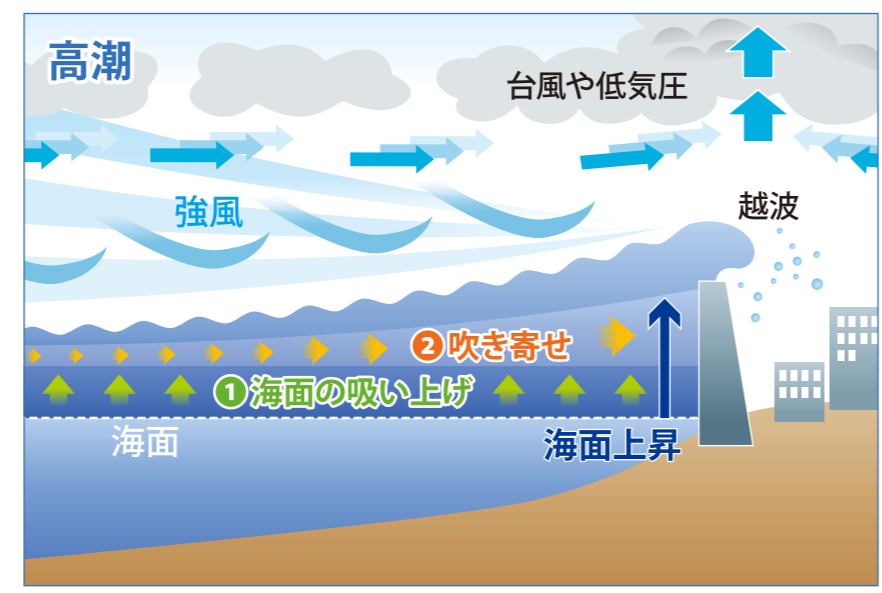 高潮
台風や低気圧
強風
越波
❷吹き寄せ
❶海面の吸い上げ
海面
海面上昇